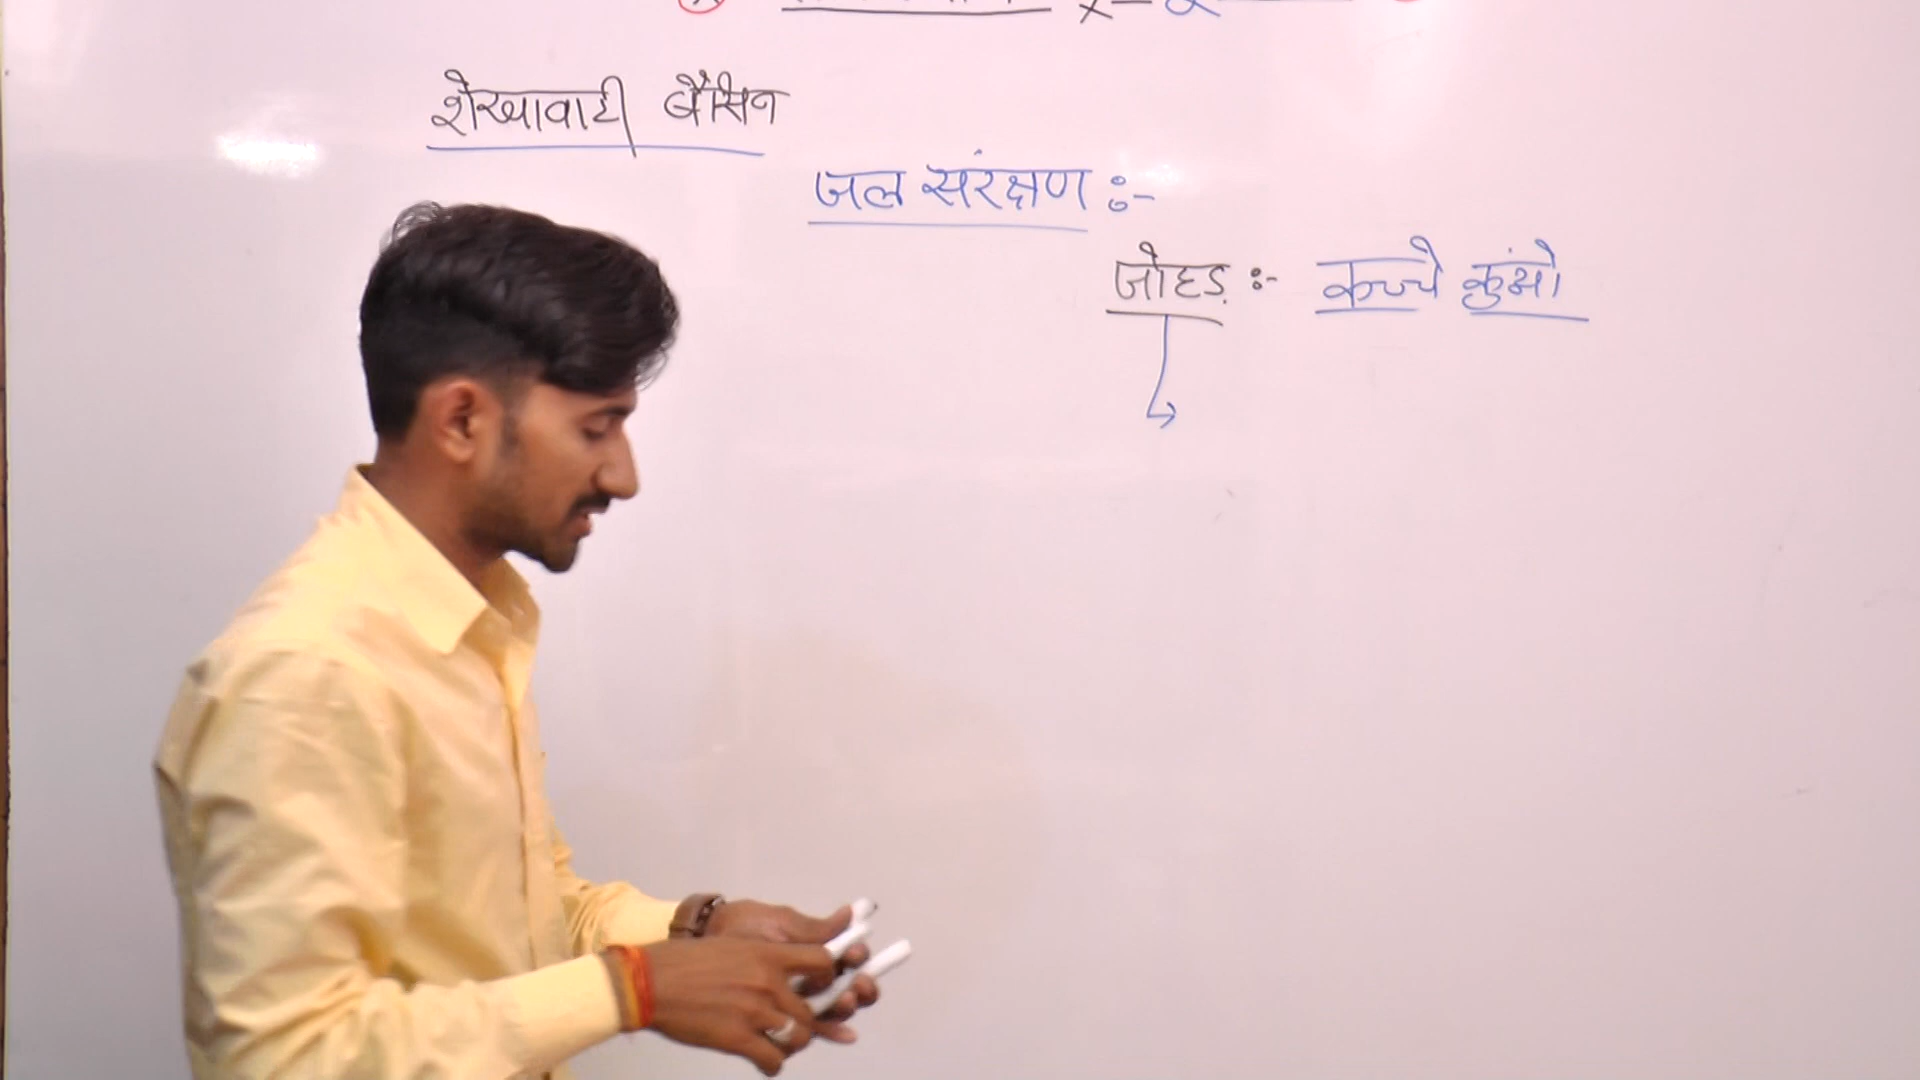 शेखावाटी बैसिन
जल संरक्षण :-
जोहड़ :- कच्चे कुंओ